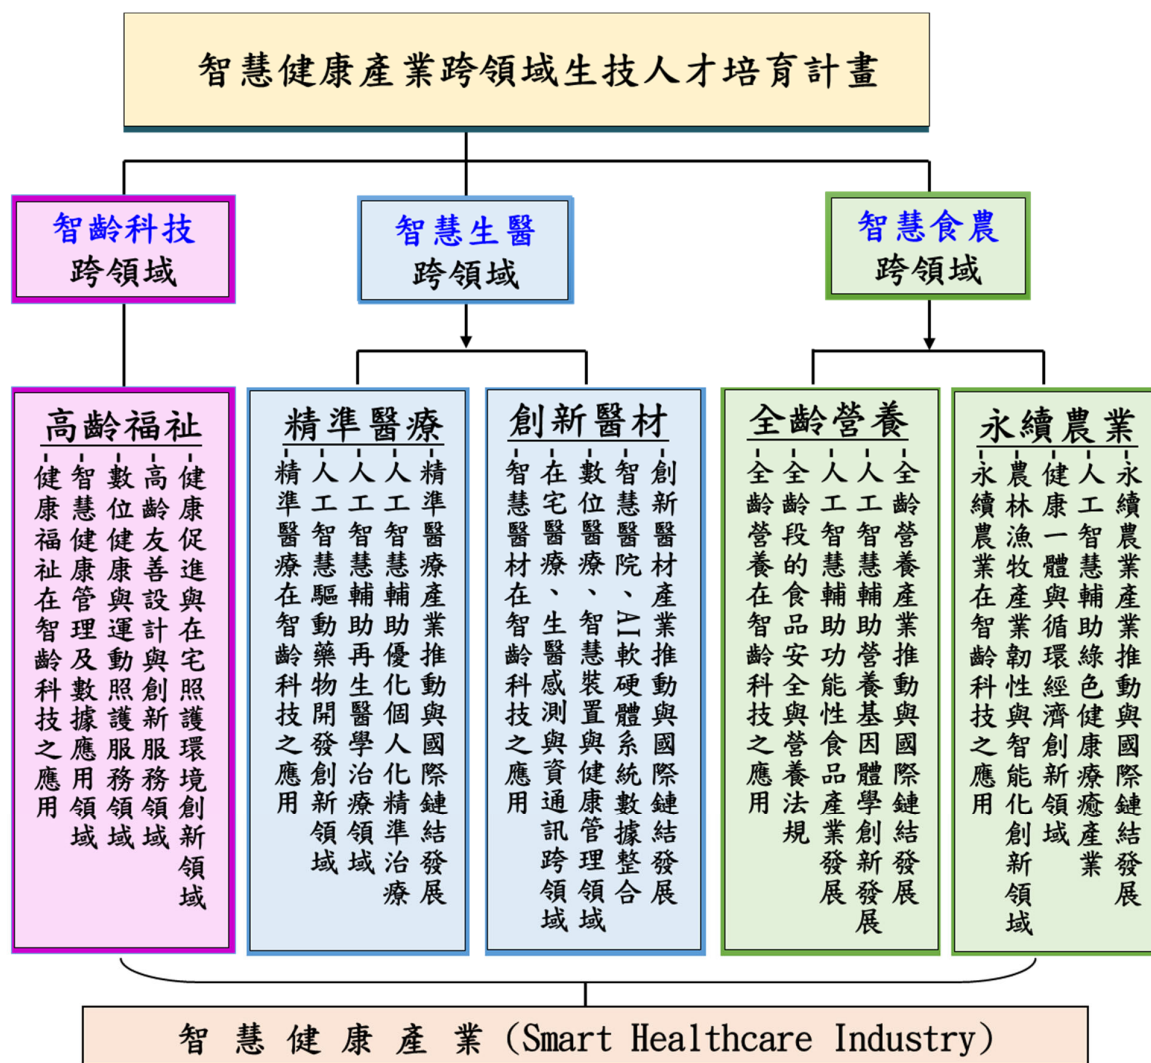 智慧健康產業跨領域生技人才培育計畫
智齡科技
跨領域
智慧生醫
跨領域
智慧食農
跨領域
高齡福祉
健康促進與在宅照護環境創新領域
高齡友善設計與創新服務領域
數位健康與運動照護服務領域
智慧健康管理及數據應用領域
健康福祉在智齡科技之應用
精準醫療
精準醫療產業推動與國際鏈結發展
人工智慧輔助優化個人化精準治療
人工智慧輔助再生醫學治療領域
人工智慧驅動藥物開發創新領域
精準醫療在智齡科技之應用
創新醫材
創新醫材產業推動與國際鏈結發展
智慧醫院、AI軟硬體系統數據整合
數位醫療、智慧裝置與健康管理領域
在宅醫療、生醫感測與資通訊跨領域
智慧醫材在智齡科技之應用
全齡營養
全齡營養產業推動與國際鏈結發展
人工智慧輔助營養基因體學創新發展
人工智慧輔助功能性食品產業發展
全齡段的食品安全與營養法規
全齡營養在智齡科技之應用
永續農業
永續農業產業推動與國際鏈結發展
人工智慧輔助綠色健康療癒產業
健康一體與循環經濟創新領域
農林漁牧產業韌性與智能化創新領域
永續農業在智齡科技之應用
智慧健康產業(Smart Healthcare Industry)